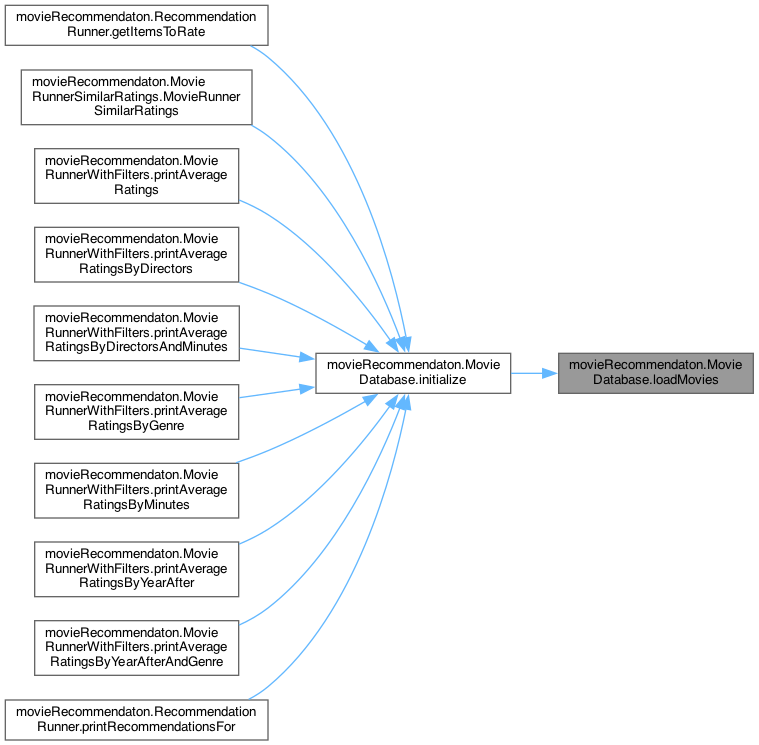 movieRecommendaton.Recommendation
Runner.getItemsToRate
movieRecommendaton.Movie
RunnerSimilarRatings.MovieRunner
SimilarRatings
movieRecommendaton.Movie
RunnerWithFilters.printAverage
Ratings
movieRecommendaton.Movie
RunnerWithFilters.printAverage
RatingsByDirectors
movieRecommendaton.Movie
RunnerWithFilters.printAverage
RatingsByDirectorsAndMinutes
movieRecommendaton.Movie
RunnerWithFilters.printAverage
RatingsByGenre
movieRecommendaton.Movie
RunnerWithFilters.printAverage
RatingsByMinutes
movieRecommendaton.Movie
RunnerWithFilters.printAverage
RatingsByYearAfter
movieRecommendaton.Movie
RunnerWithFilters.printAverage
RatingsByYearAfterAndGenre
movieRecommendaton.Recommendation
Runner.printRecommendationsFor
movieRecommendaton.Movie
Database.initialize
movieRecommendaton.Movie
Database.loadMovies